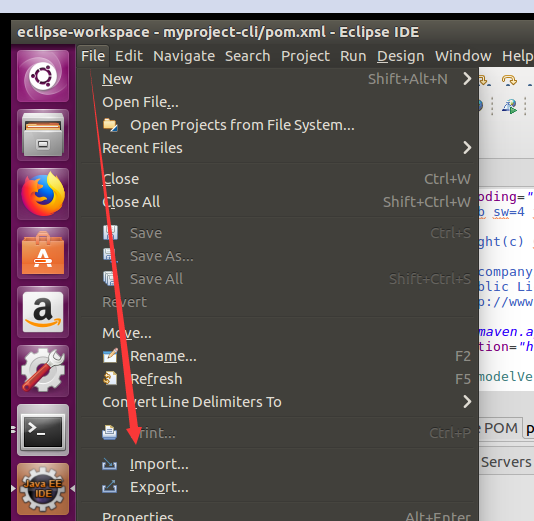 eclipse-workspace - myproject-cli/pom.xml - Eclipse IDE
File Edit Navigate Search Project Run Design Window Help
New Shift+Alt+N
Open File...
Open Projects from File System...
Recent Files
Close Ctrl+W
Close All Shift+Ctrl+W
Save Ctrl+S
Save As...
Save All Shift+Ctrl+S
Revert
Move...
Rename... F2
Refresh F5
Convert Line Delimiters To
Print... Ctrl+P
Import...
Export...
Properties Alt+Enter
oding="
sw=4
ght(c)
company
blic Li
://www
maven.a
tion="h
modelVe
POM
Servers
a
>_
Java EE
IDE